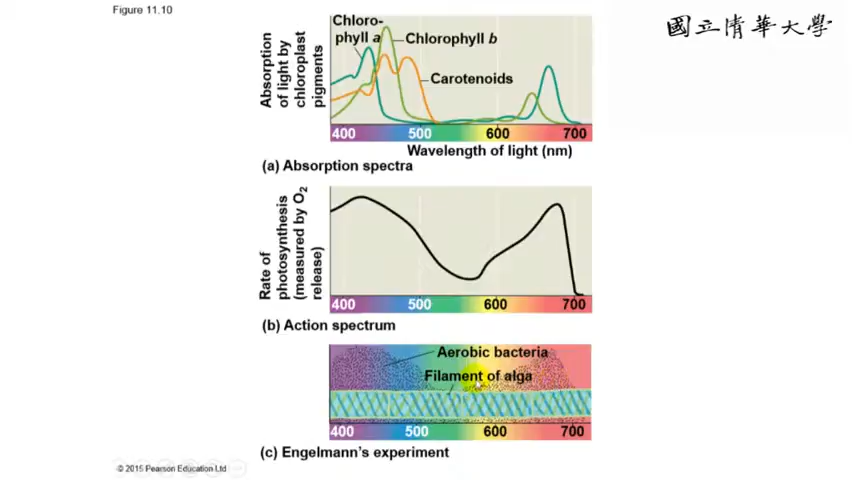 Figure 11.10
國立清華大學
Absorption
of light by
chloroplast
pigments
Chloro-
phyll a
Chlorophyll b
Carotenoids
400 500 600 700
Wavelength of light (nm)
(a) Absorption spectra
Rate of
photosynthesis
(measured by O2
release)
400 500 600 700
(b) Action spectrum
Aerobic bacteria
Filament of alga
400 500 600 700
(c) Engelmann's experiment
© 2015 Pearson Education Ltd